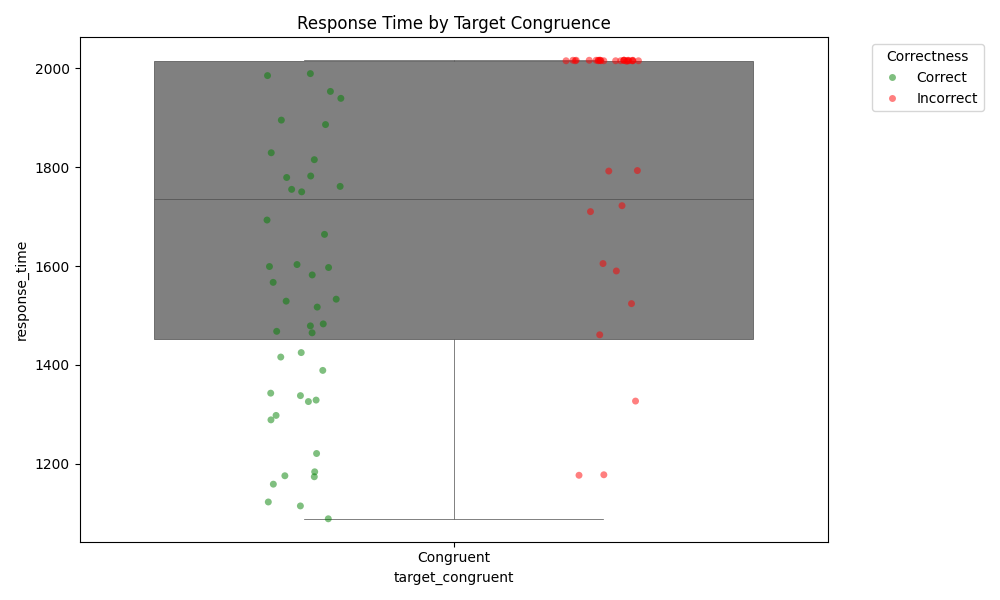 Response Time by Target Congruence
Correctness
Correct
Incorrect
2000
1800
1600
1400
1200
response_time
Congruent
target_congruent